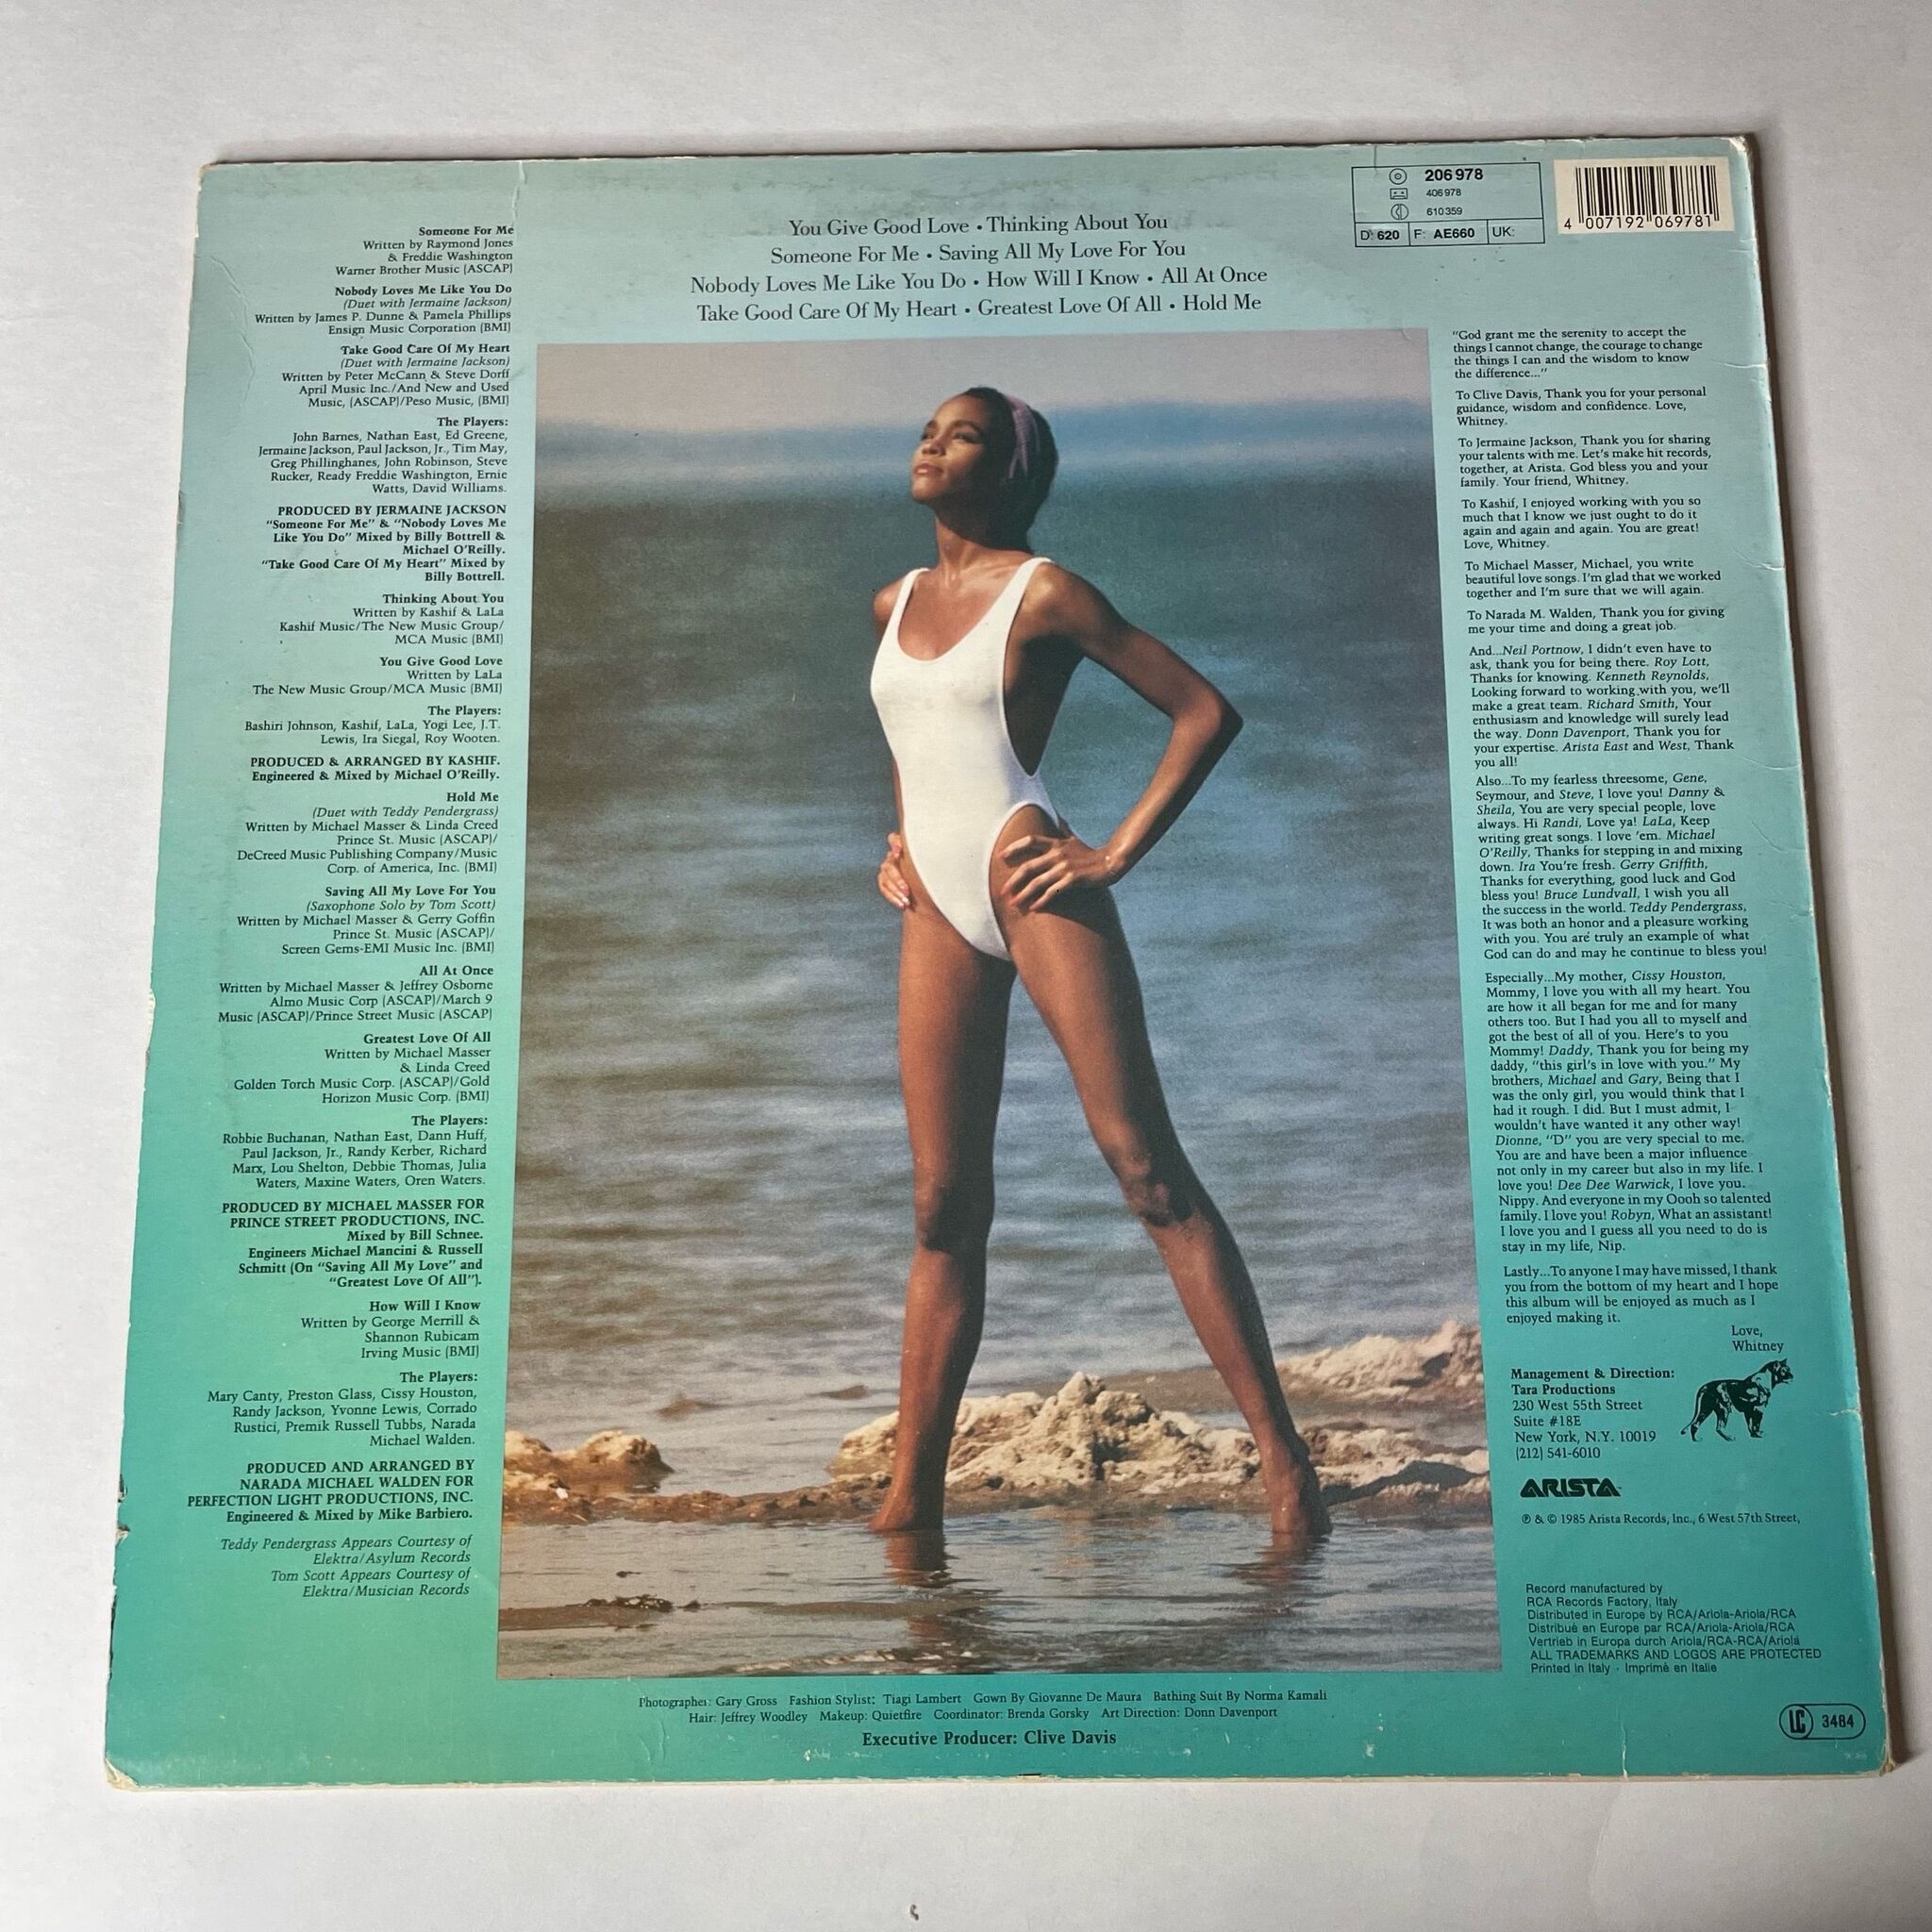 Someone For Me
Written by Raymond Jones
& Freddie Washington
Warner Brother Music (ASCAP)
Nobody Loves Me Like You Do
(Duet with Jermaine Jackson)
Written by James P. Dunne & Pamela Phillips
Ensign Music Corporation (BMI)
Take Good Care Of My Heart
(Duet with Jermaine Jackson)
Written by Peter McCann & Steve Dorff
April Music Inc./And New and Used
Music, (ASCAP)/Peso Music, (BMI)
The Players:
John Barnes, Nathan East, Ed Greene,
Jermaine Jackson, Paul Jackson, Jr., Tim May,
Greg Phillinghanes, John Robinson, Steve
Rucker, Ready Freddie Washington, Ernie
Watts, David Williams.
PRODUCED BY JERMAINE JACKSON
"Someone For Me" & "Nobody Loves Me
Like You Do" Mixed by Billy Bottrell &
Michael O'Reilly.
"Take Good Care Of My Heart" Mixed by
Billy Bottrell.
Thinking About You
Written by Kashif & LaLa
Kashif Music/The New Music Group/
MCA Music (BMI)
You Give Good Love
Written by LaLa
The New Music Group/MCA Music (BMI)
The Players:
Bashiri Johnson, Kashif, LaLa, Yogi Lee, J.T.
Lewis, Ira Siegal, Roy Wooten.
PRODUCED & ARRANGED BY KASHIF.
Engineered & Mixed by Michael O'Reilly.
Hold Me
(Duet with Teddy Pendergrass)
Written by Michael Masser & Linda Creed
Prince St. Music (ASCAP)/
DeCreed Music Publishing Company/Music
Corp. of America, Inc. (BMI)
Saving All My Love For You
(Saxophone Solo by Tom Scott)
Written by Michael Masser & Gerry Goffin
Prince St. Music (ASCAP)/
Screen Gems-EMI Music Inc. (BMI)
All At Once
Written by Michael Masser & Jeffrey Osborne
Almo Music Corp (ASCAP)/March 9
Music (ASCAP)/Prince Street Music (ASCAP)
Greatest Love Of All
Written by Michael Masser
& Linda Creed
Golden Torch Music Corp. (ASCAP)/Gold
Horizon Music Corp. (BMI)
The Players:
Robbie Buchanan, Nathan East, Dann Huff,
Paul Jackson, Jr., Randy Kerber, Richard
Marx, Lou Shelton, Debbie Thomas, Julia
Waters, Maxine Waters, Oren Waters.
PRODUCED BY MICHAEL MASSER FOR
PRINCE STREET PRODUCTIONS, INC.
Mixed by Bill Schnee.
Engineers Michael Mancini & Russell
Schmitt (On "Saving All My Love" and
"Greatest Love Of All").
How Will I Know
Written by George Merrill &
Shannon Rubicam
Irving Music (BMI)
The Players:
Mary Canty, Preston Glass, Cissy Houston,
Randy Jackson, Yvonne Lewis, Corrado
Rustici, Premik Russell Tubbs, Narada
Michael Walden.
PRODUCED AND ARRANGED BY
NARADA MICHAEL WALDEN FOR
PERFECTION LIGHT PRODUCTIONS, INC.
Engineered & Mixed by Mike Barbiero.
Teddy Pendergrass Appears Courtesy of
Elektra/Asylum Records
Tom Scott Appears Courtesy of
Elektra/Musician Records
You Give Good Love • Thinking About You
Someone For Me • Saving All My Love For You
Nobody Loves Me Like You Do • How Will I Know • All At Once
Take Good Care Of My Heart • Greatest Love Of All • Hold Me
206 978
406 978
610 359
D: 620 F: AE660 UK:
4 007192 069781
"God grant me the serenity to accept the
things I cannot change, the courage to change
the things I can and the wisdom to know
the difference..."
To Clive Davis, Thank you for your personal
guidance, wisdom and confidence. Love,
Whitney.
To Jermaine Jackson, Thank you for sharing
your talents with me. Let's make hit records,
together, at Arista. God bless you and your
family. Your friend, Whitney.
To Kashif, I enjoyed working with you so
much that I know we just ought to do it
again and again and again. You are great!
Love, Whitney.
To Michael Masser, Michael, you write
beautiful love songs. I'm glad that we worked
together and I'm sure that we will again.
To Narada M. Walden, Thank you for giving
me your time and doing a great job.
And...Neil Portnow, I didn't even have to
ask, thank you for being there. Roy Lott,
Thanks for knowing. Kenneth Reynolds,
Looking forward to working with you, we'll
make a great team. Richard Smith, Your
enthusiasm and knowledge will surely lead
the way. Donn Davenport, Thank you for
your expertise. Arista East and West, Thank
you all!
Also...To my fearless threesome, Gene,
Seymour, and Steve, I love you! Danny &
Sheila, You are very special people, love
always. Hi Randi, Love ya! LaLa, Keep
writing great songs. I love 'em. Michael
O'Reilly, Thanks for stepping in and mixing
down. Ira You're fresh. Gerry Griffith,
Thanks for everything, good luck and God
bless you! Bruce Lundvall, I wish you all
the success in the world. Teddy Pendergrass,
It was both an honor and a pleasure working
with you. You are truly an example of what
God can do and may he continue to bless you!
Especially...My mother, Cissy Houston,
Mommy, I love you with all my heart. You
are how it all began for me and for many
others too. But I had you all to myself and
got the best of all of you. Here's to you
Mommy! Daddy, Thank you for being my
daddy, "this girl's in love with you." My
brothers, Michael and Gary, Being that I
was the only girl, you would think that I
had it rough. I did. But I must admit, I
wouldn't have wanted it any other way!
Dionne, "D" you are very special to me.
You are and have been a major influence
not only in my career but also in my life. I
love you! Dee Dee Warwick, I love you.
Nippy. And everyone in my Oooh so talented
family. I love you! Robyn, What an assistant!
I love you and I guess all you need to do is
stay in my life, Nip.
Lastly...To anyone I may have missed, I thank
you from the bottom of my heart and I hope
this album will be enjoyed as much as I
enjoyed making it.
Love,
Whitney
Management & Direction:
Tara Productions
230 West 55th Street
Suite #18E
New York, N.Y. 10019
(212) 541-6010
ARISTA
℗ & © 1985 Arista Records, Inc., 6 West 57th Street,
Record manufactured by
RCA Records Factory, Italy
Distributed in Europe by RCA/Ariola-Ariola/RCA
Distribué en Europe par RCA/Ariola-Ariola/RCA
Vertrieb in Europa durch Ariola/RCA-RCA/Ariola
ALL TRADEMARKS AND LOGOS ARE PROTECTED
Printed in Italy · Imprimé en Italie
Photographer: Gary Gross Fashion Stylist: Tiagi Lambert Gown By Giovanne De Maura Bathing Suit By Norma Kamali
Hair: Jeffrey Woodley Makeup: Quietfire Coordinator: Brenda Gorsky Art Direction: Donn Davenport
Executive Producer: Clive Davis
LC 3484